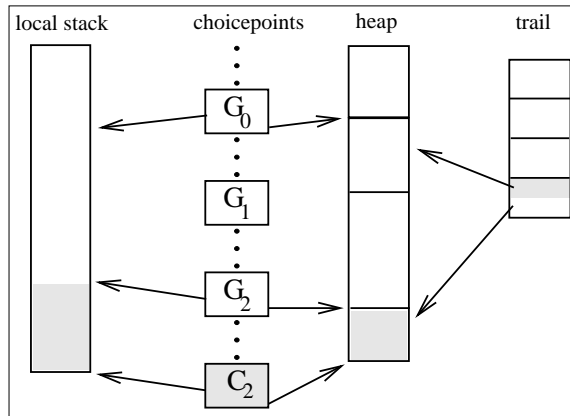 local stack
choicepoints
heap
trail
G0
G1
G2
C2